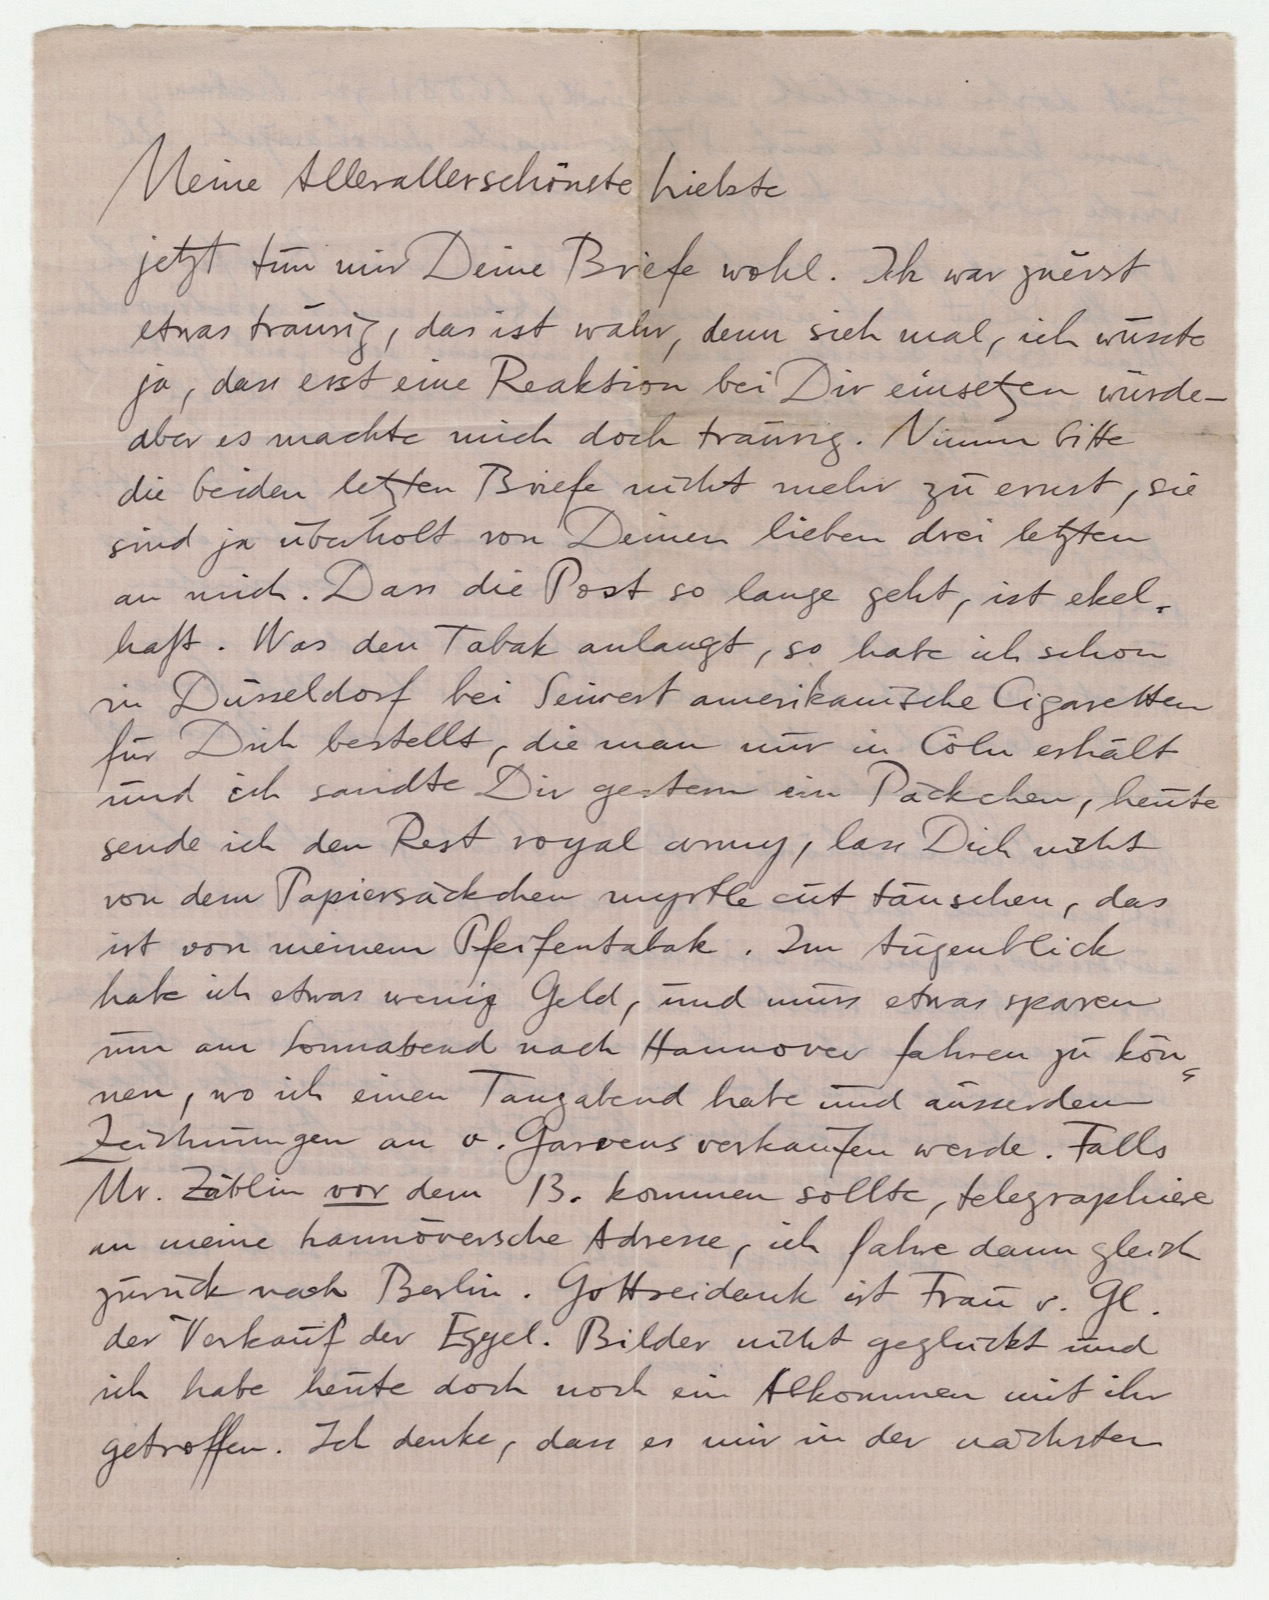 Meine Allerallerschönste Liebste
jetzt tun mir Deine Briefe wohl. Ich war zuerst
etwas traurig, das ist wahr, denn sieh mal, ich wusste
ja, dass erst eine Reaktion bei Dir einsetzen würde –
aber es machte mich doch traurig. Nimm bitte
die beiden letzten Briefe nicht mehr zu ernst, sie
sind ja überholt von Deinen lieben drei letzten
an mich. Dass die Post so lange geht, ist ekel-
haft. Was den Tabak anlangt, so habe ich schon
in Düsseldorf bei Seiwert amerikanische Cigaretten
für Dich bestellt, die man nur in Cöln erhält
und ich sandte Dir gestern ein Päckchen, heute
sende ich den Rest royal army, lass Dich nicht
von dem Papiersäckchen myrtle cut täuschen, das
ist von meinem Pfeifentabak. Im Augenblick
habe ich etwas wenig Geld, und muss etwas sparen
um am Sonnabend nach Hannover fahren zu kön-
nen, wo ich einen Tanzabend habe und ausserdem
Zeichnungen an v. Garvens verkaufen werde. Falls
Mr. Zäblin vor dem 13. kommen sollte, telegraphiere
an meine hannöversche Adresse, ich fahre dann gleich
zurück nach Berlin. Gottseidank ist Frau v. Gl.
der Verkauf der Eggel. Bilder nicht geglückt und
ich habe heute doch noch ein Abkommen mit ihr
getroffen. Ich denke, dass es mir in der nächsten